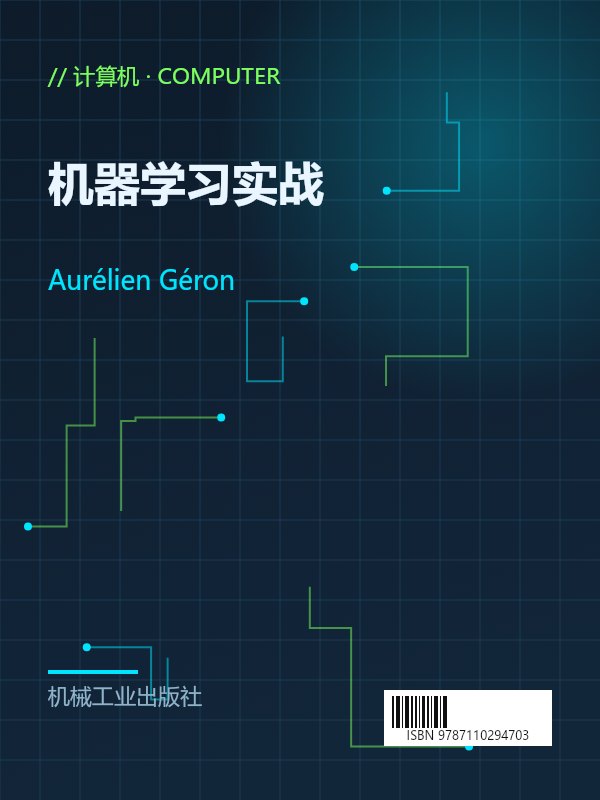 // 计算机 · COMPUTER
机器学习实战
Aurélien Géron
机械工业出版社
ISBN 9787110294703